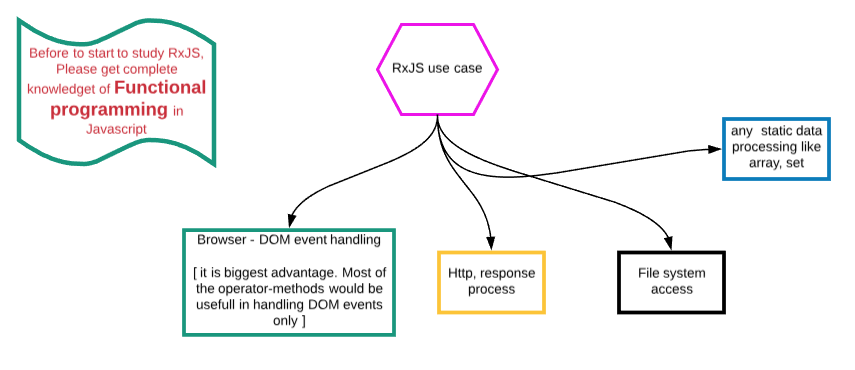 Before to start to study RxJS,
Please get complete
knowledget of Functional
programming in
Javascript
RxJS use case
any static data
processing like
array, set
Browser - DOM event handling
[ it is biggest advantage. Most of
the operator-methods would be
usefull in handling DOM events
only ]
Http, response
process
File system
access